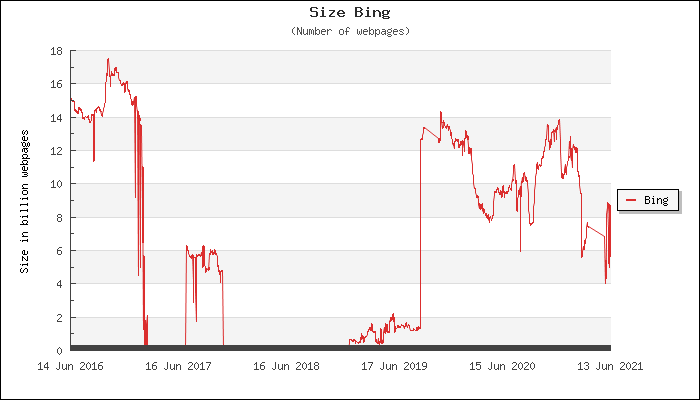 Size Bing
(Number of webpages)
Size in billion webpages
18
16
14
12
10
8
6
4
2
0
14 Jun 2016
16 Jun 2017
16 Jun 2018
17 Jun 2019
15 Jun 2020
13 Jun 2021
Bing